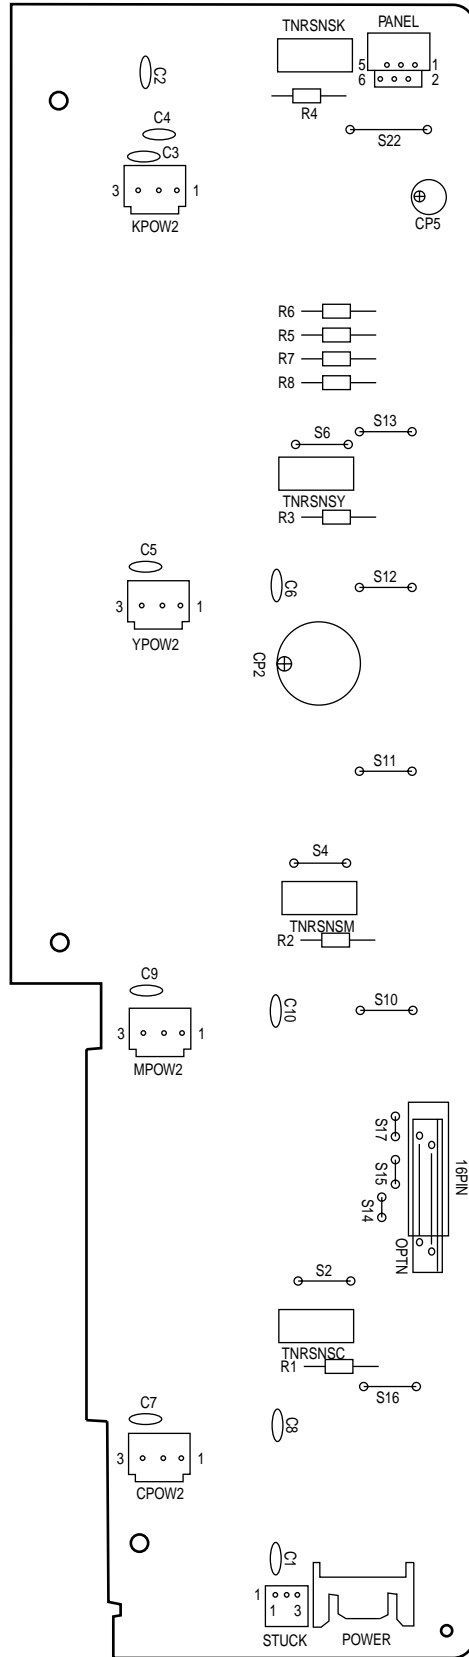 TNRSNSK PANEL
5 1
6 2
C2
R4
C4
S22
C3
3 1
KPOW2
CP5
R6
R5
R7
R8
S13
S6
TNRSNSY
R3
C5
C6
S12
3 1
YPOW2
CP2
S11
S4
TNRSNSM
R2
C9
C10
S10
3 1
MPOW2
S17
16PIN
S15
S14
OPTN
S2
TNRSNSC
R1
S16
C7
C8
3 1
CPOW2
C1
1
1 3
STUCK POWER